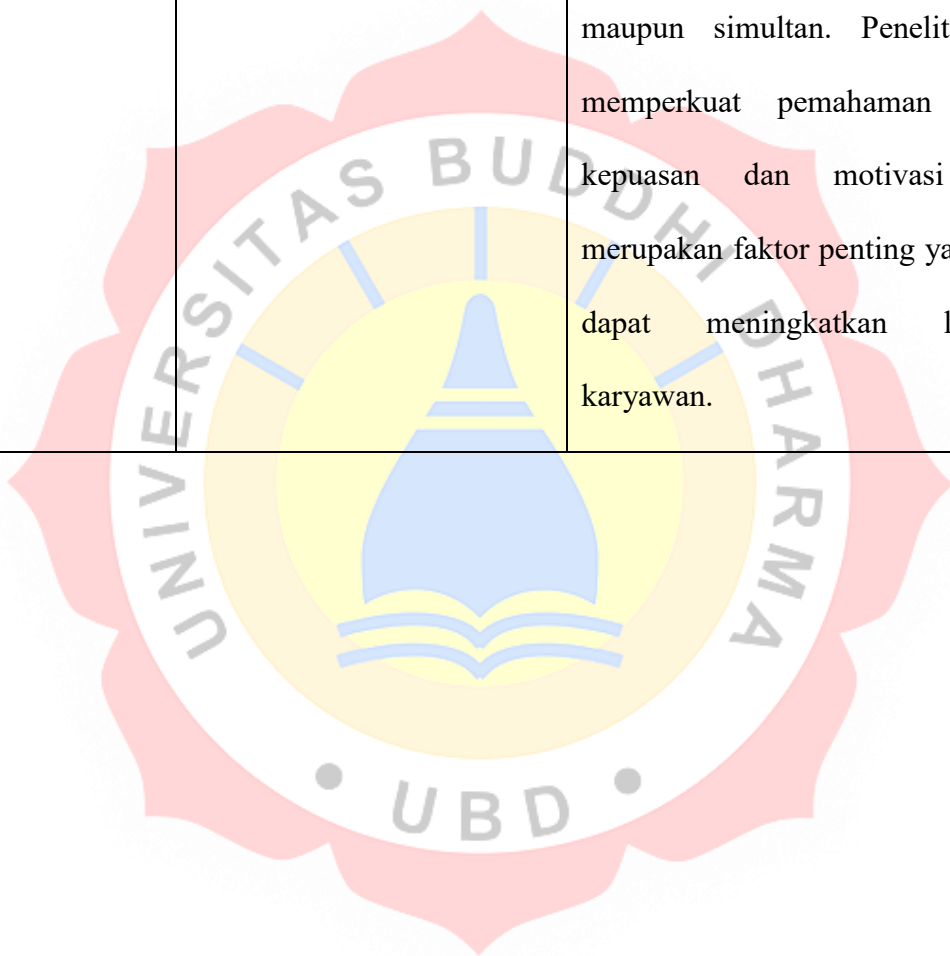 maupun simultan. Penelit
memperkuat pemahaman
kepuasan dan motivasi
merupakan faktor penting ya
dapat meningkatkan
karyawan.
UNIVERSITAS BUDDHI DHARMA
• UBD •